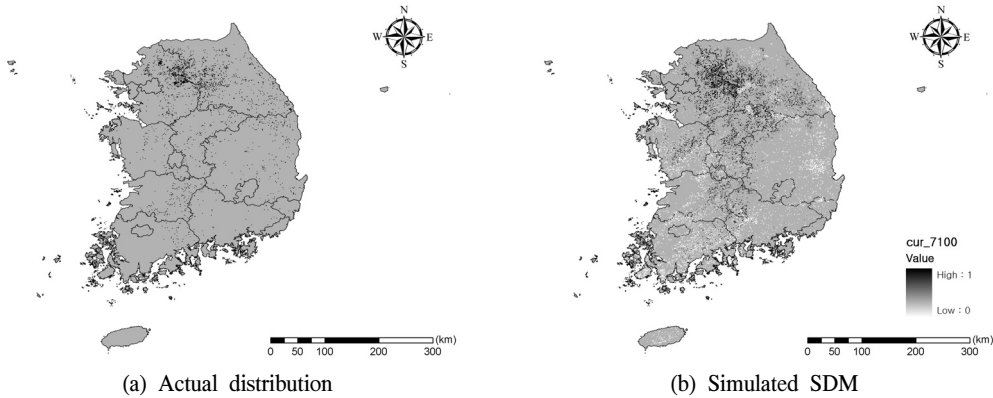 N
W E
S
N
W E
S
cur_7100
Value
High : 1
Low : 0
(km)
0 50 100 200 300
(km)
0 50 100 200 300
(a) Actual distribution
(b) Simulated SDM